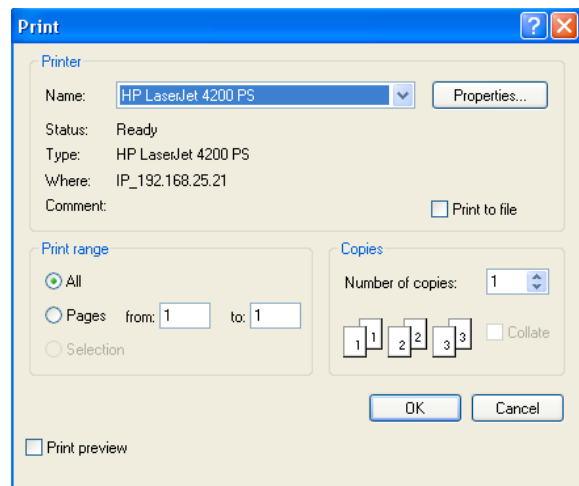 Print
Printer
Name: HP LaserJet 4200 PS Properties...
Status: Ready
Type: HP LaserJet 4200 PS
Where: IP_192.168.25.21
Comment: Print to file
Print range
All
Pages from: 1 to: 1
Selection
Copies
Number of copies: 1
1 1 2 2 3 3 Collate
OK Cancel
Print preview